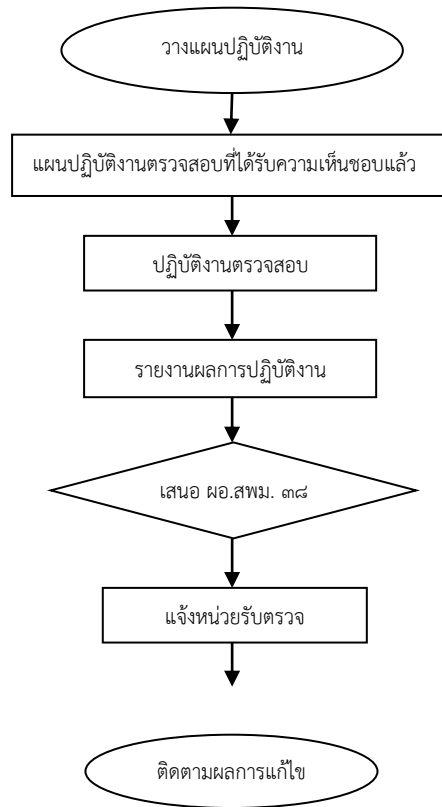 วางแผนปฏิบัติงาน
แผนปฏิบัติงานตรวจสอบที่ได้รับความเห็นชอบแล้ว
ปฏิบัติงานตรวจสอบ
รายงานผลการปฏิบัติงาน
เสนอ ผอ.สพม. ๓๘
แจ้งหน่วยรับตรวจ
ติดตามผลการแก้ไข